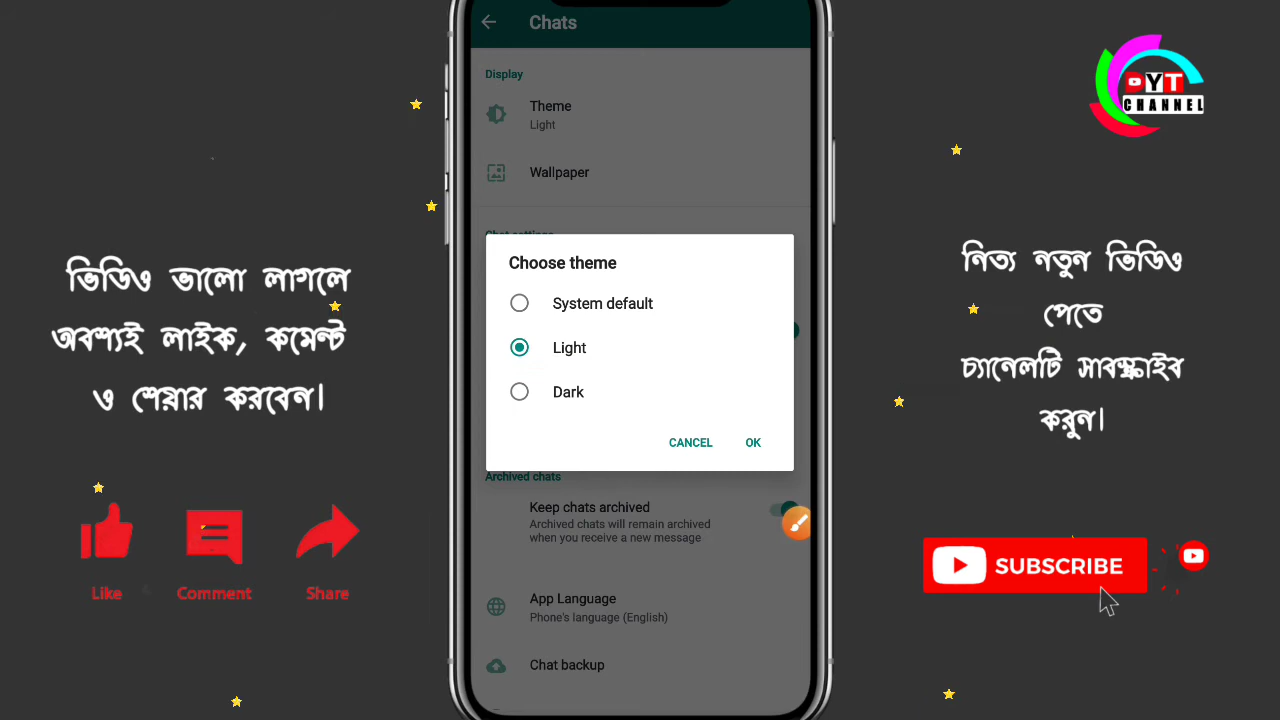 Chats
Display
Theme
Light
Wallpaper
Choose theme
System default
Light
Dark
CANCEL
OK
Archived chats
Keep chats archived
Archived chats will remain archived
when you receive a new message
App Language
Phone's language (English)
Chat backup
ভিডিও ভালো লাগলে
অবশ্যই লাইক, কমেন্ট
ও শেয়ার করবেন।
Like
Comment
Share
PYT
CHANNEL
নিত্য নতুন ভিডিও
পেতে
চ্যানেলটি সাবস্ক্রাইব
করুন।
SUBSCRIBE